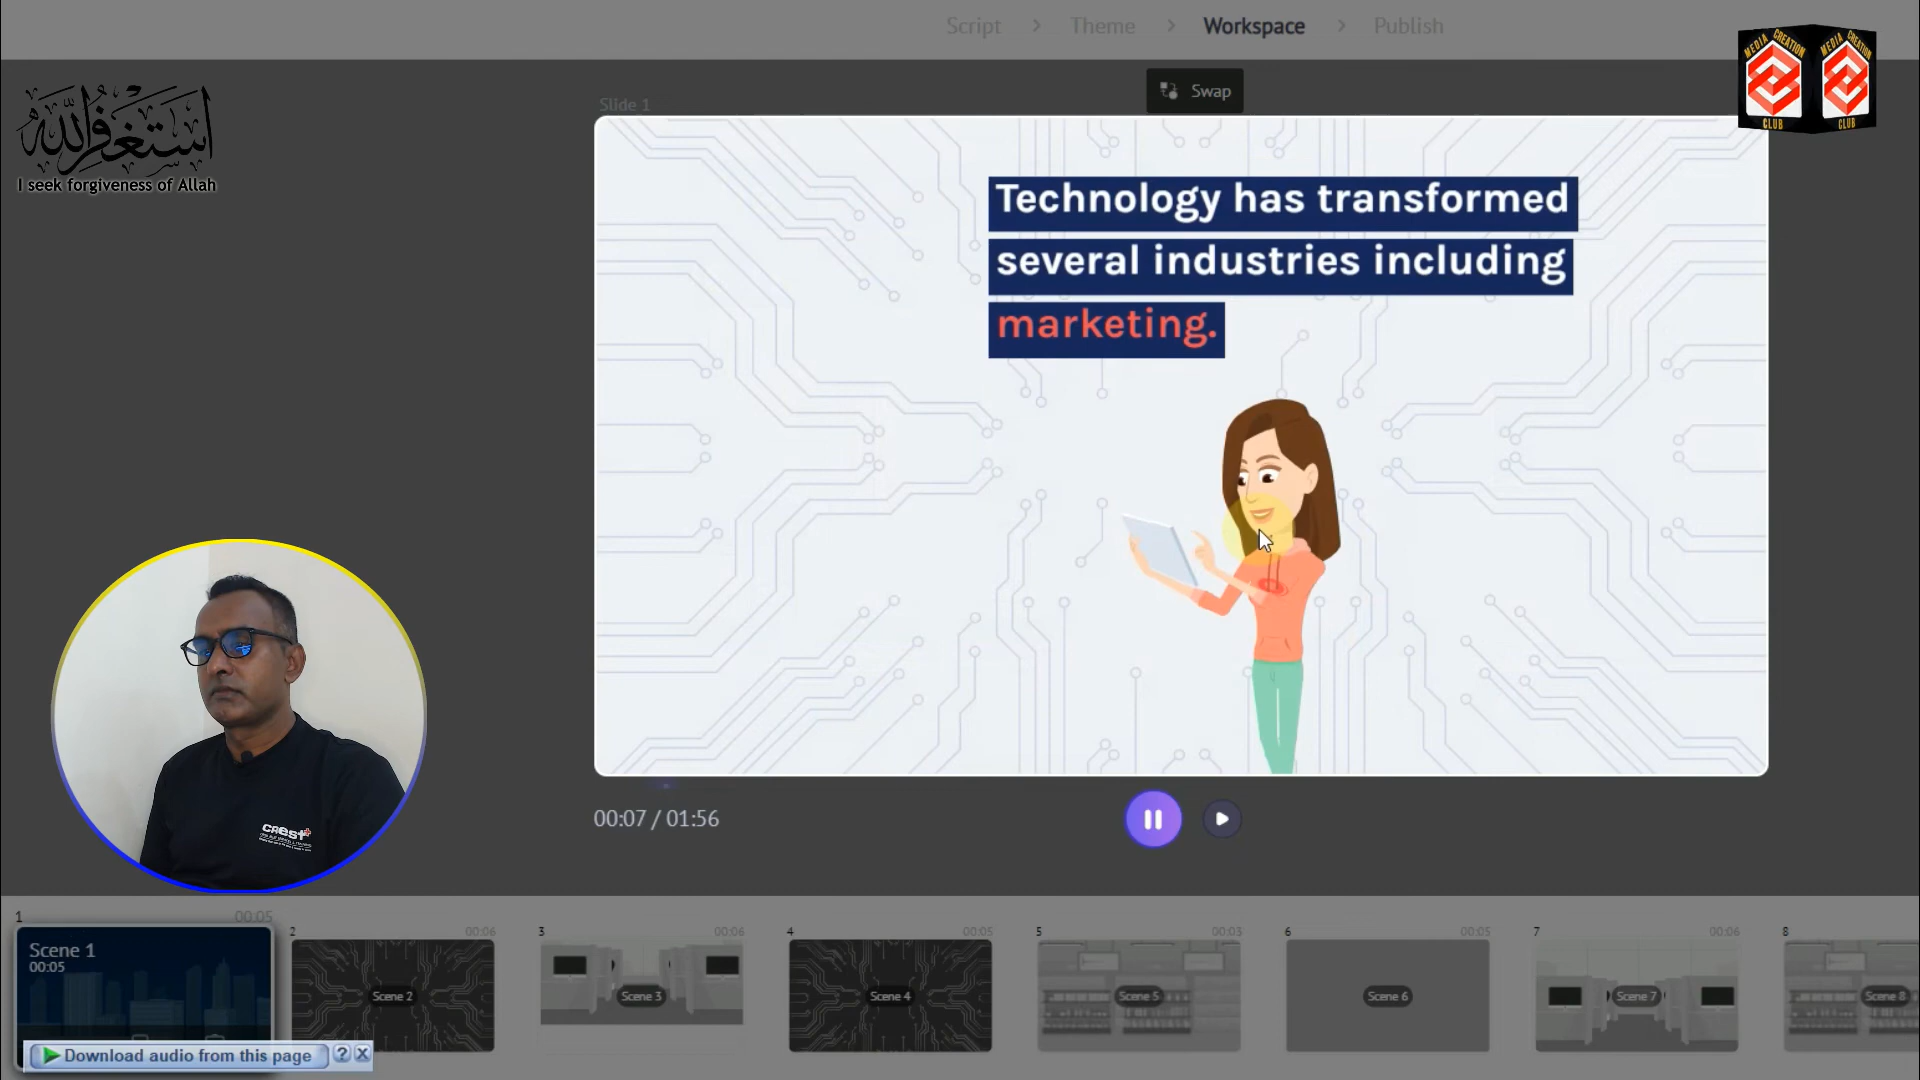 Script > Theme > Workspace > Publish
MEDIA CREATION CLUB
MEDIA CREATION CLUB
أستغفر الله
I seek forgiveness of Allah
Slide 1
Swap
Technology has transformed
several industries including
marketing.
crest
00:07 / 01:56
1 00:05
Scene 1
00:05
2 00:06
Scene 2
3 00:06
Scene 3
4 00:05
Scene 4
5 00:03
Scene 5
6 00:05
Scene 6
7 00:06
Scene 7
8
Scene 8
Download audio from this page ? X